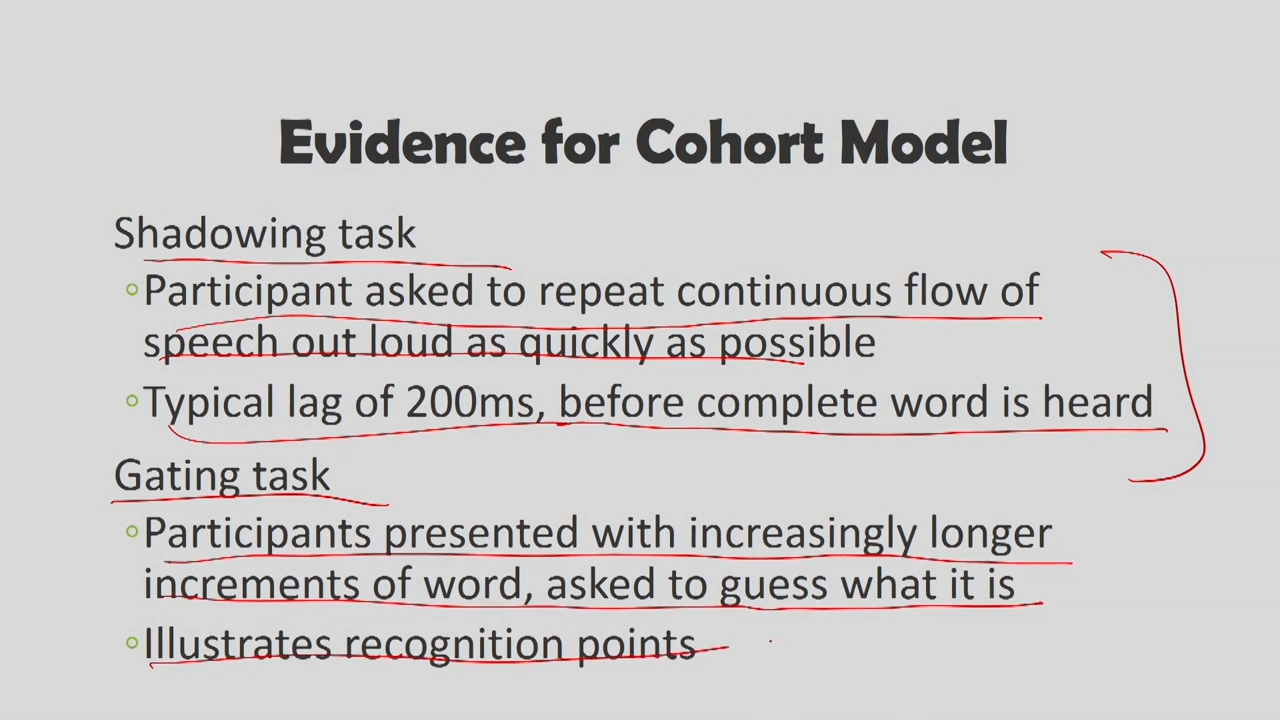 Evidence for Cohort Model
Shadowing task
◦Participant asked to repeat continuous flow of
speech out loud as quickly as possible
◦Typical lag of 200ms, before complete word is heard
Gating task
◦Participants presented with increasingly longer
increments of word, asked to guess what it is
◦Illustrates recognition points